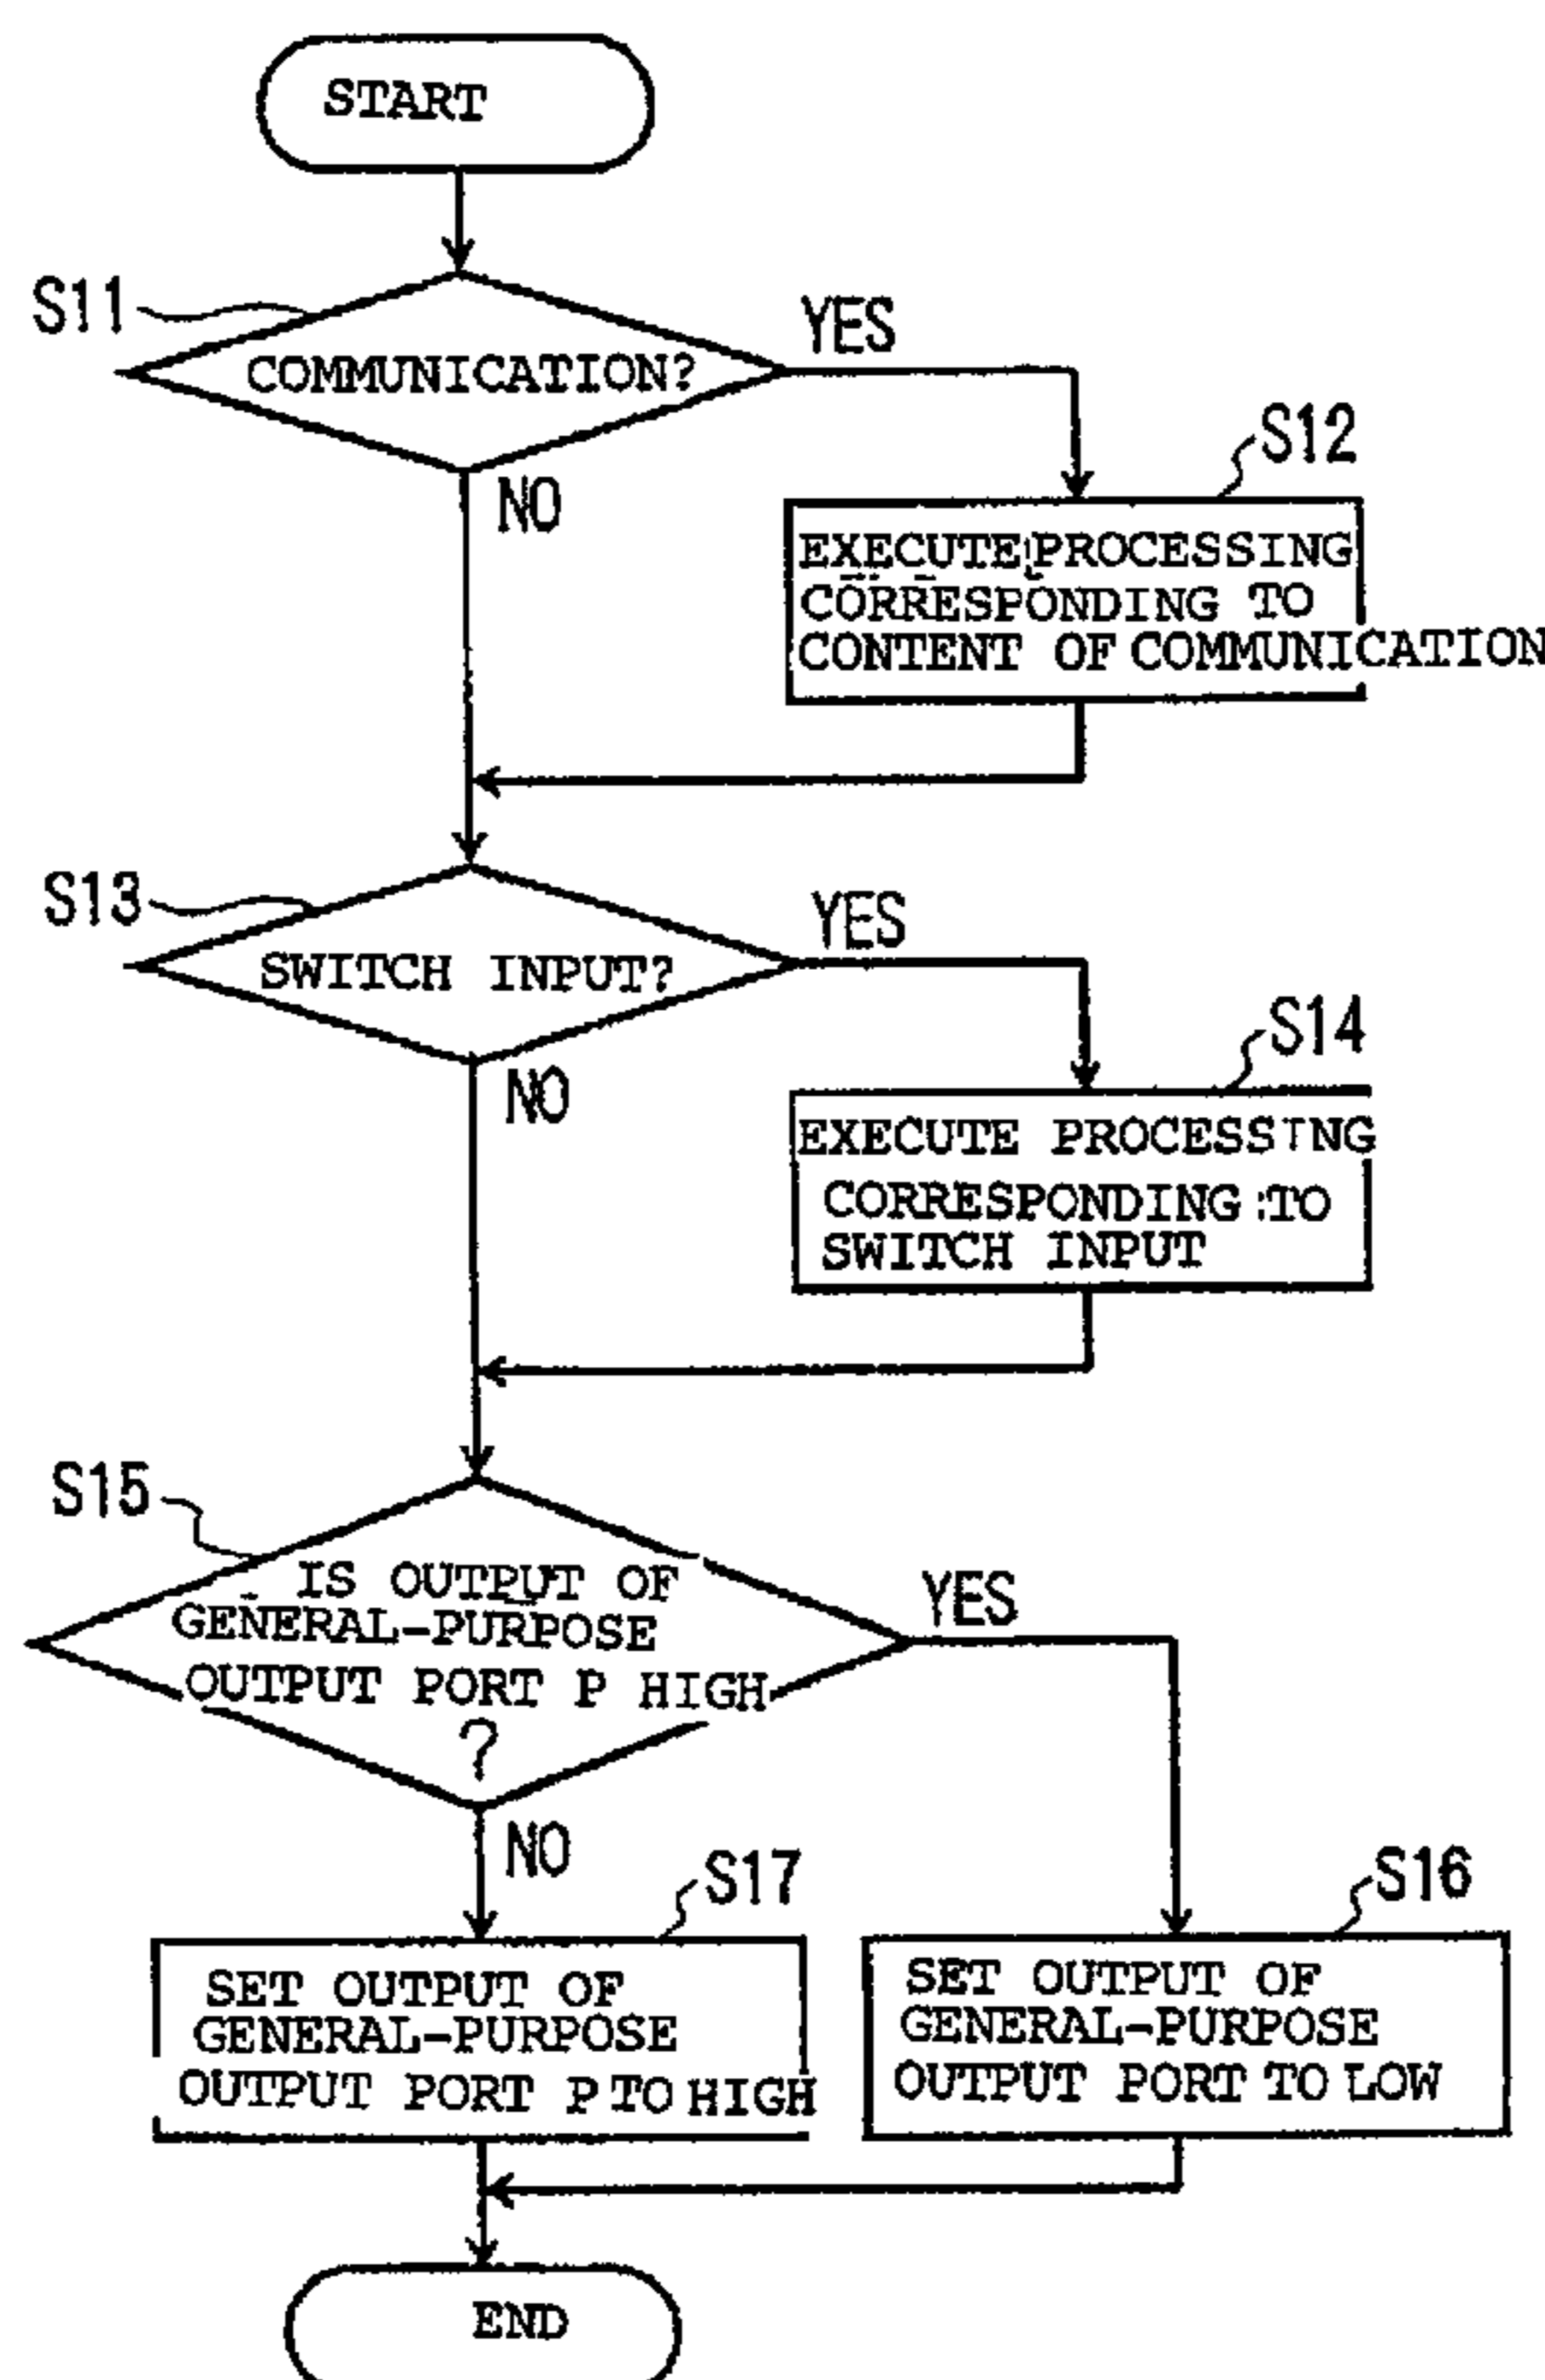 START
S11
COMMUNICATION?
YES
NO
S12
EXECUTE PROCESSING
CORRESPONDING TO
CONTENT OF COMMUNICATION
S13
SWITCH INPUT?
YES
NO
S14
EXECUTE PROCESSING
CORRESPONDING TO
SWITCH INPUT
S15
IS OUTPUT OF
GENERAL-PURPOSE
OUTPUT PORT P HIGH
?
YES
NO
S17
SET OUTPUT OF
GENERAL-PURPOSE
OUTPUT PORT P TO HIGH
S16
SET OUTPUT OF
GENERAL-PURPOSE
OUTPUT PORT TO LOW
END